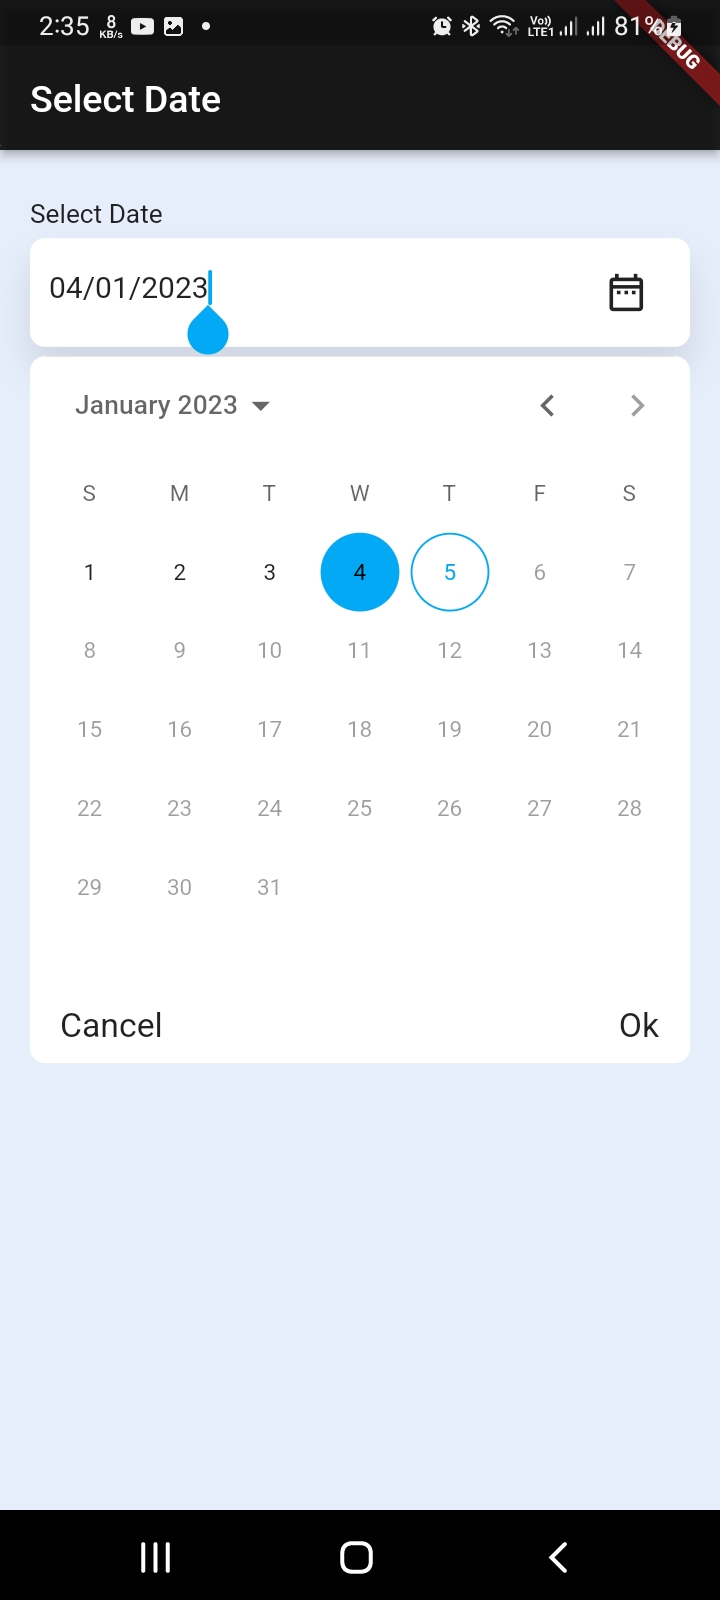 2:35 8 KB/s Vo)) LTE1 81%
DEBUG
Select Date
Select Date
04/01/2023
January 2023
S M T W T F S
1 2 3 4 5 6 7
8 9 10 11 12 13 14
15 16 17 18 19 20 21
22 23 24 25 26 27 28
29 30 31
Cancel Ok